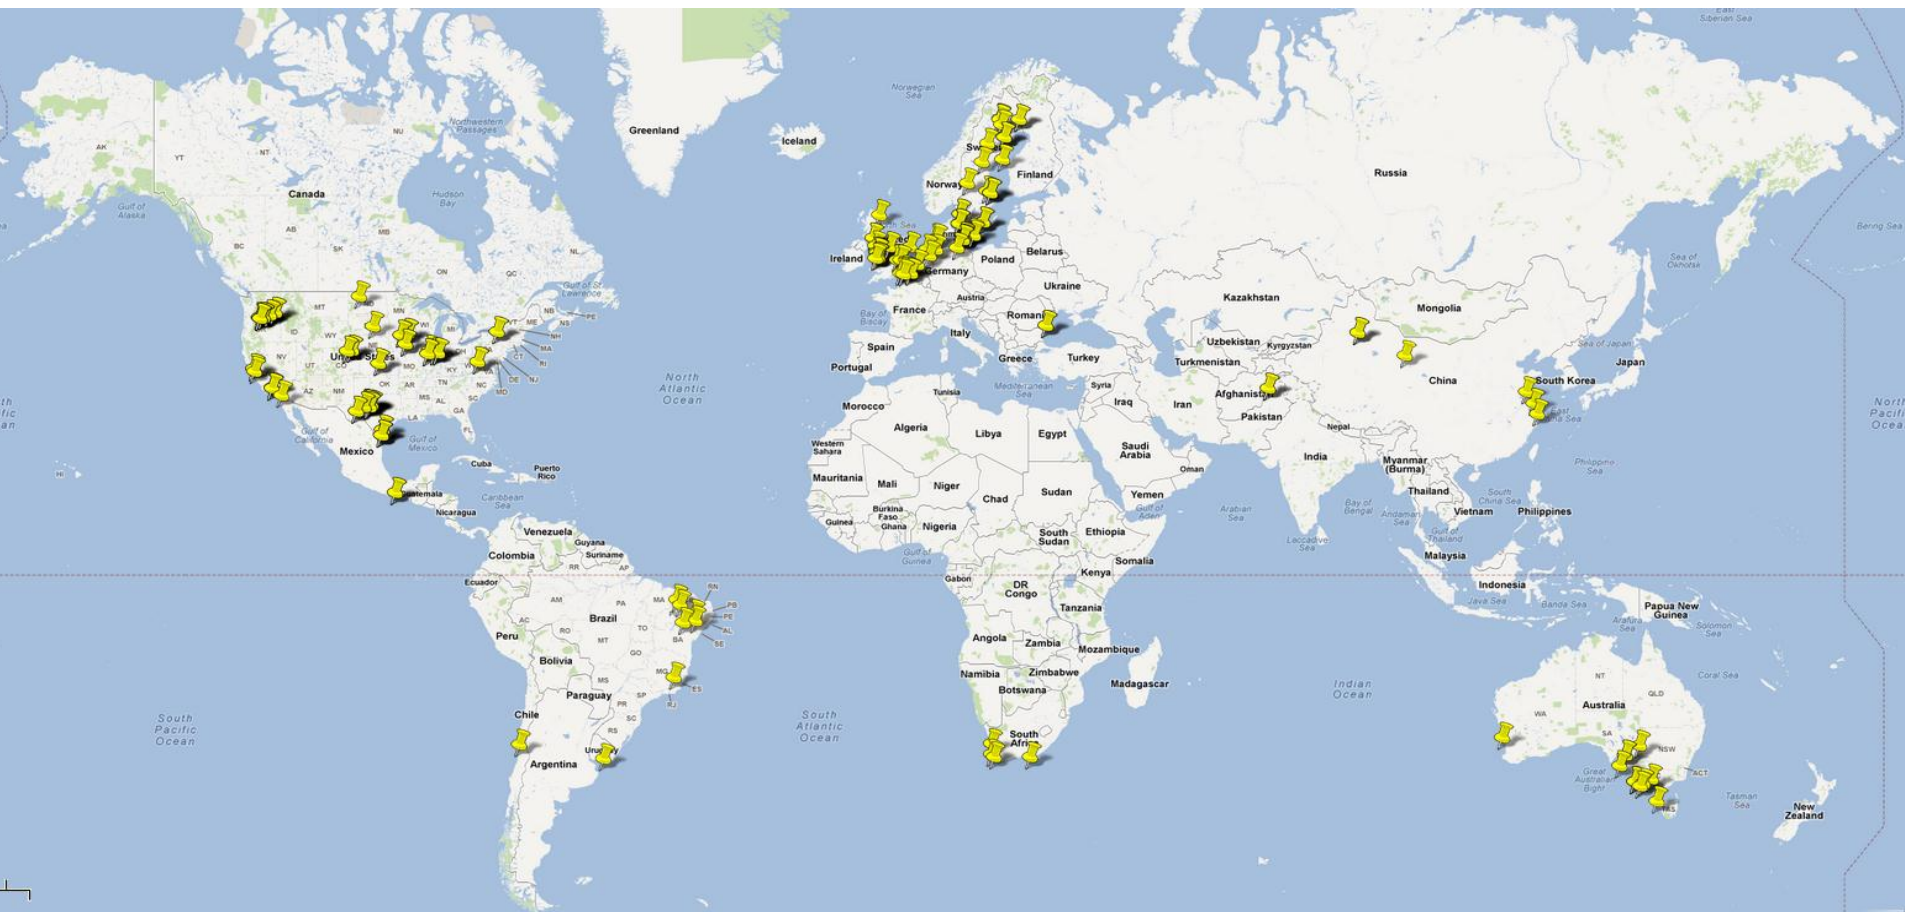 East
Siberian Sea
Norwegian
Sea
Northwestern
Passages
NU
Greenland
Iceland
AK
YT
NT
Russia
Finland
Norway
Canada
Hudson
Bay
Gulf of
Alaska
Bering Sea
AB
MB
BC
SK
NL
ON
QC
Ireland
Poland
Belarus
Germany
Ukraine
Sea of
Okhotsk
Gulf of St.
Lawrence
Kazakhstan
Mongolia
MT
MN
NB
PE
NS
ME
France
Austria
Bay of
Biscay
Italy
Spain
Portugal
Greece
Turkey
Uzbekistan
Kyrgyzstan
Turkmenistan
Sea of Japan
Japan
ID
WY
WI
MI
NH
MA
RI
CT
NJ
DE
MD
NV
UT
MO
KY
China
South Korea
AZ
NM
OK
AR
TN
NC
SC
MS
AL
GA
LA
FL
North
Atlantic
Ocean
Tunisia
Mediterranean
Sea
Syria
Iraq
Iran
Afghanistan
Pakistan
Morocco
Algeria
Libya
Egypt
Nepal
Western
Sahara
Saudi
Arabia
India
Myanmar
(Burma)
Oman
Gulf of
California
Gulf of
Mexico
Mexico
Cuba
Puerto
Rico
HI
Philippine
Sea
Mauritania
Mali
Niger
Chad
Sudan
Yemen
Gulf of
Aden
Arabian
Sea
Bay of
Bengal
Andaman
Sea
Thailand
Vietnam
South
China Sea
Philippines
Gulf of
Thailand
Caribbean
Sea
Nicaragua
Burkina
Faso
Guinea
Ghana
Nigeria
South
Sudan
Ethiopia
Laccadive
Sea
Venezuela
Guyana
Suriname
Colombia
Gulf of
Guinea
Somalia
Malaysia
Ecuador
RR
AP
Gabon
DR
Congo
Kenya
Indonesia
AM
PA
MA
RN
PB
PE
AL
SE
Brazil
Tanzania
Java Sea
Banda Sea
Papua New
Guinea
Arafura
Sea
Solomon
Sea
AC
RO
TO
BA
MT
Peru
Angola
Zambia
Mozambique
GO
Bolivia
MG
ES
MS
SP
RJ
Paraguay
PR
SC
RS
Namibia
Zimbabwe
Botswana
Madagascar
Indian
Ocean
NT
QLD
Coral Sea
Australia
WA
SA
NSW
ACT
South
Pacific
Ocean
Chile
South
Atlantic
Ocean
South
Africa
Uruguay
Argentina
Great
Australian
Bight
Tasman
Sea
New
Zealand